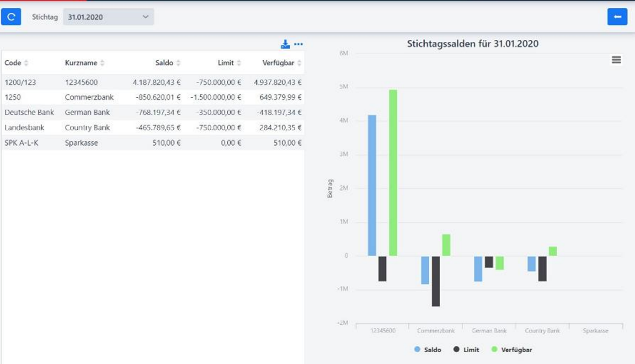 Stichtag 31.01.2020
Code Kurzname Saldo Limit Verfügbar
1200/123 12345600 4.187.820,43 € -750.000,00 € 4.937.820,43 €
1250 Commerzbank -850.620,01 € -1.500.000,00 € 649.379,99 €
Deutsche Bank German Bank -768.197,34 € -350.000,00 € -418.197,34 €
Landesbank Country Bank -465.789,65 € -750.000,00 € 284.210,35 €
SPK A-L-K Sparkasse 510,00 € 0,00 € 510,00 €
Stichtagssalden für 31.01.2020
Betrag
6M
5M
4M
3M
2M
1M
0
-1M
-2M
12345600 Commerzbank German Bank Country Bank Sparkasse
Saldo Limit Verfügbar